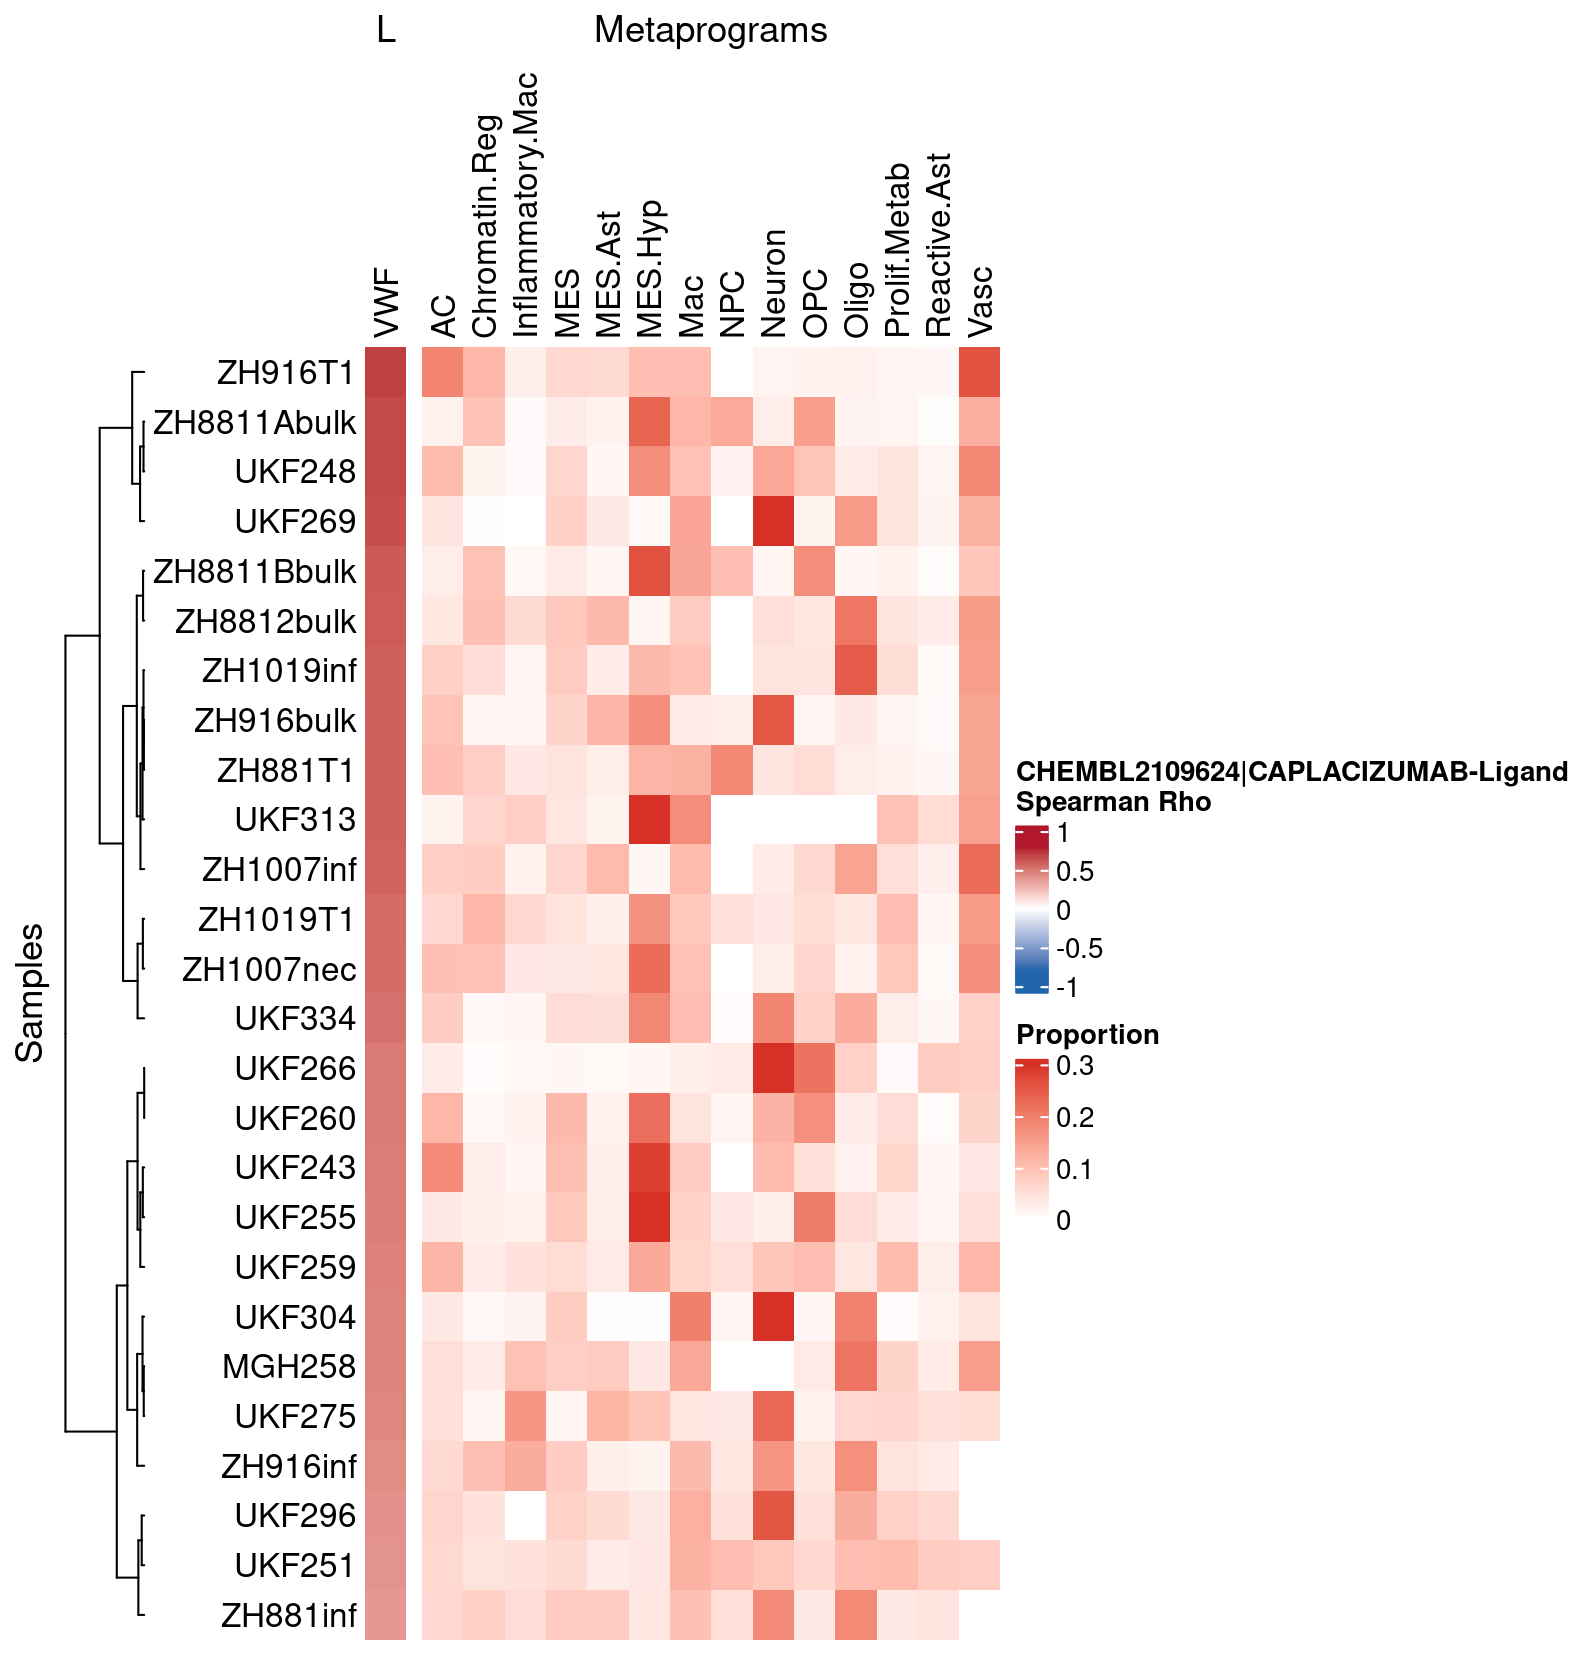 L Metaprograms
VWF
AC
Chromatin.Reg
Inflammatory.Mac
MES
MES.Ast
MES.Hyp
Mac
NPC
Neuron
OPC
Oligo
Prolif.Metab
Reactive.Ast
Vasc
Samples
ZH916T1
ZH8811Abulk
UKF248
UKF269
ZH8811Bbulk
ZH8812bulk
ZH1019inf
ZH916bulk
ZH881T1
UKF313
ZH1007inf
ZH1019T1
ZH1007nec
UKF334
UKF266
UKF260
UKF243
UKF255
UKF259
UKF304
MGH258
UKF275
ZH916inf
UKF296
UKF251
ZH881inf
CHEMBL2109624|CAPLACIZUMAB-Ligand
Spearman Rho
1
0.5
0
-0.5
-1
Proportion
0.3
0.2
0.1
0